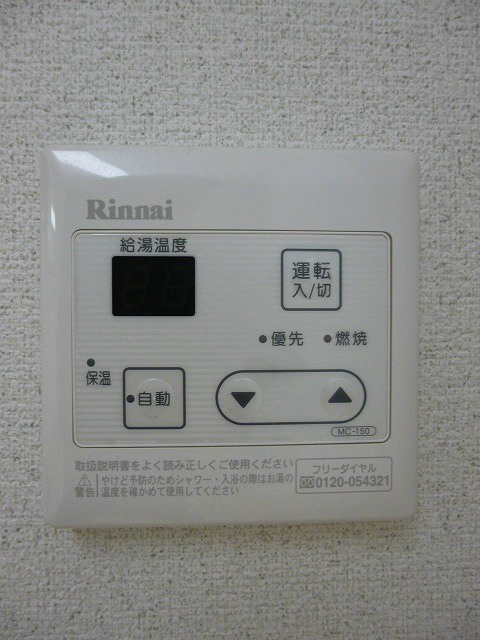 Rinnai
給湯温度
運転
入/切
優先
燃焼
保温
自動
MC-150
取扱説明書をよく読み正しくご使用ください
警告
やけど予防のためシャワー・入浴の際はお湯の
温度を確かめて使用してください
フリーダイヤル
0120-054321